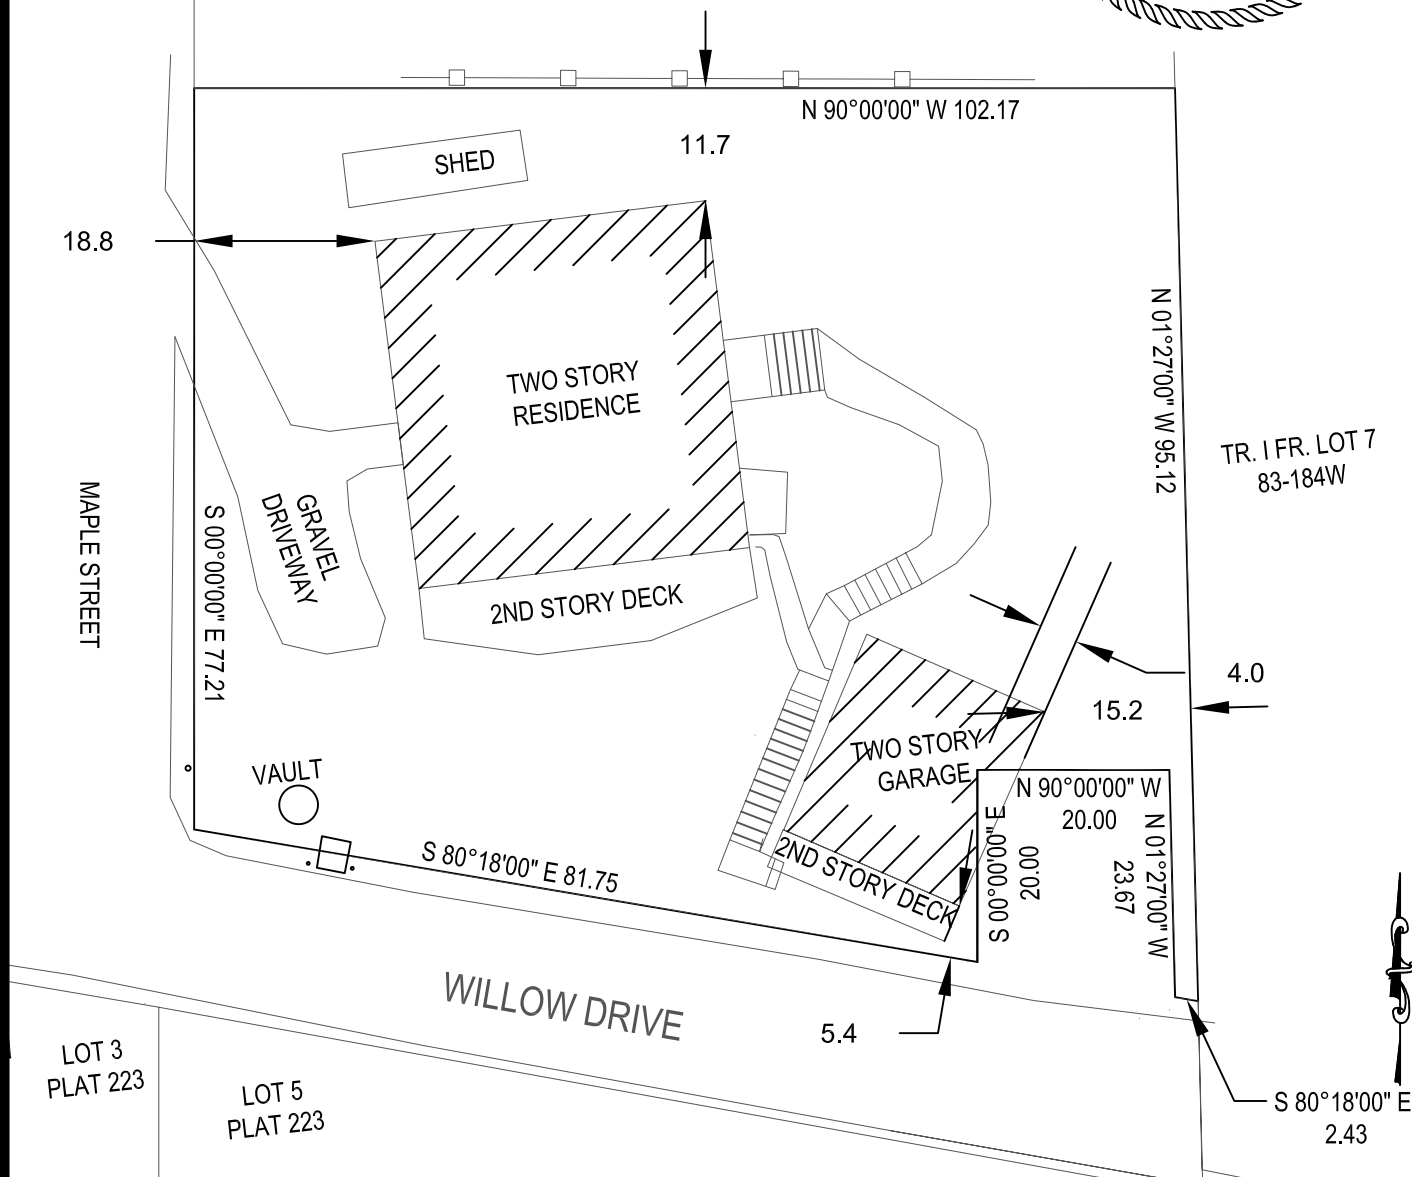 N 90°00'00" W 102.17
11.7
SHED
18.8
TWO STORY
RESIDENCE
N 01°27'00" W 95.12
TR. I FR. LOT 7
83-184W
MAPLE STREET
S 00°00'00" E 77.21
GRAVEL
DRIVEWAY
2ND STORY DECK
4.0
15.2
TWO STORY
GARAGE
VAULT
N 90°00'00" W
20.00
S 00°00'00" E
20.00
N 01°27'00" W
23.67
S 80°18'00" E 81.75
2ND STORY DECK
WILLOW DRIVE
5.4
LOT 3
PLAT 223
LOT 5
PLAT 223
S 80°18'00" E
2.43